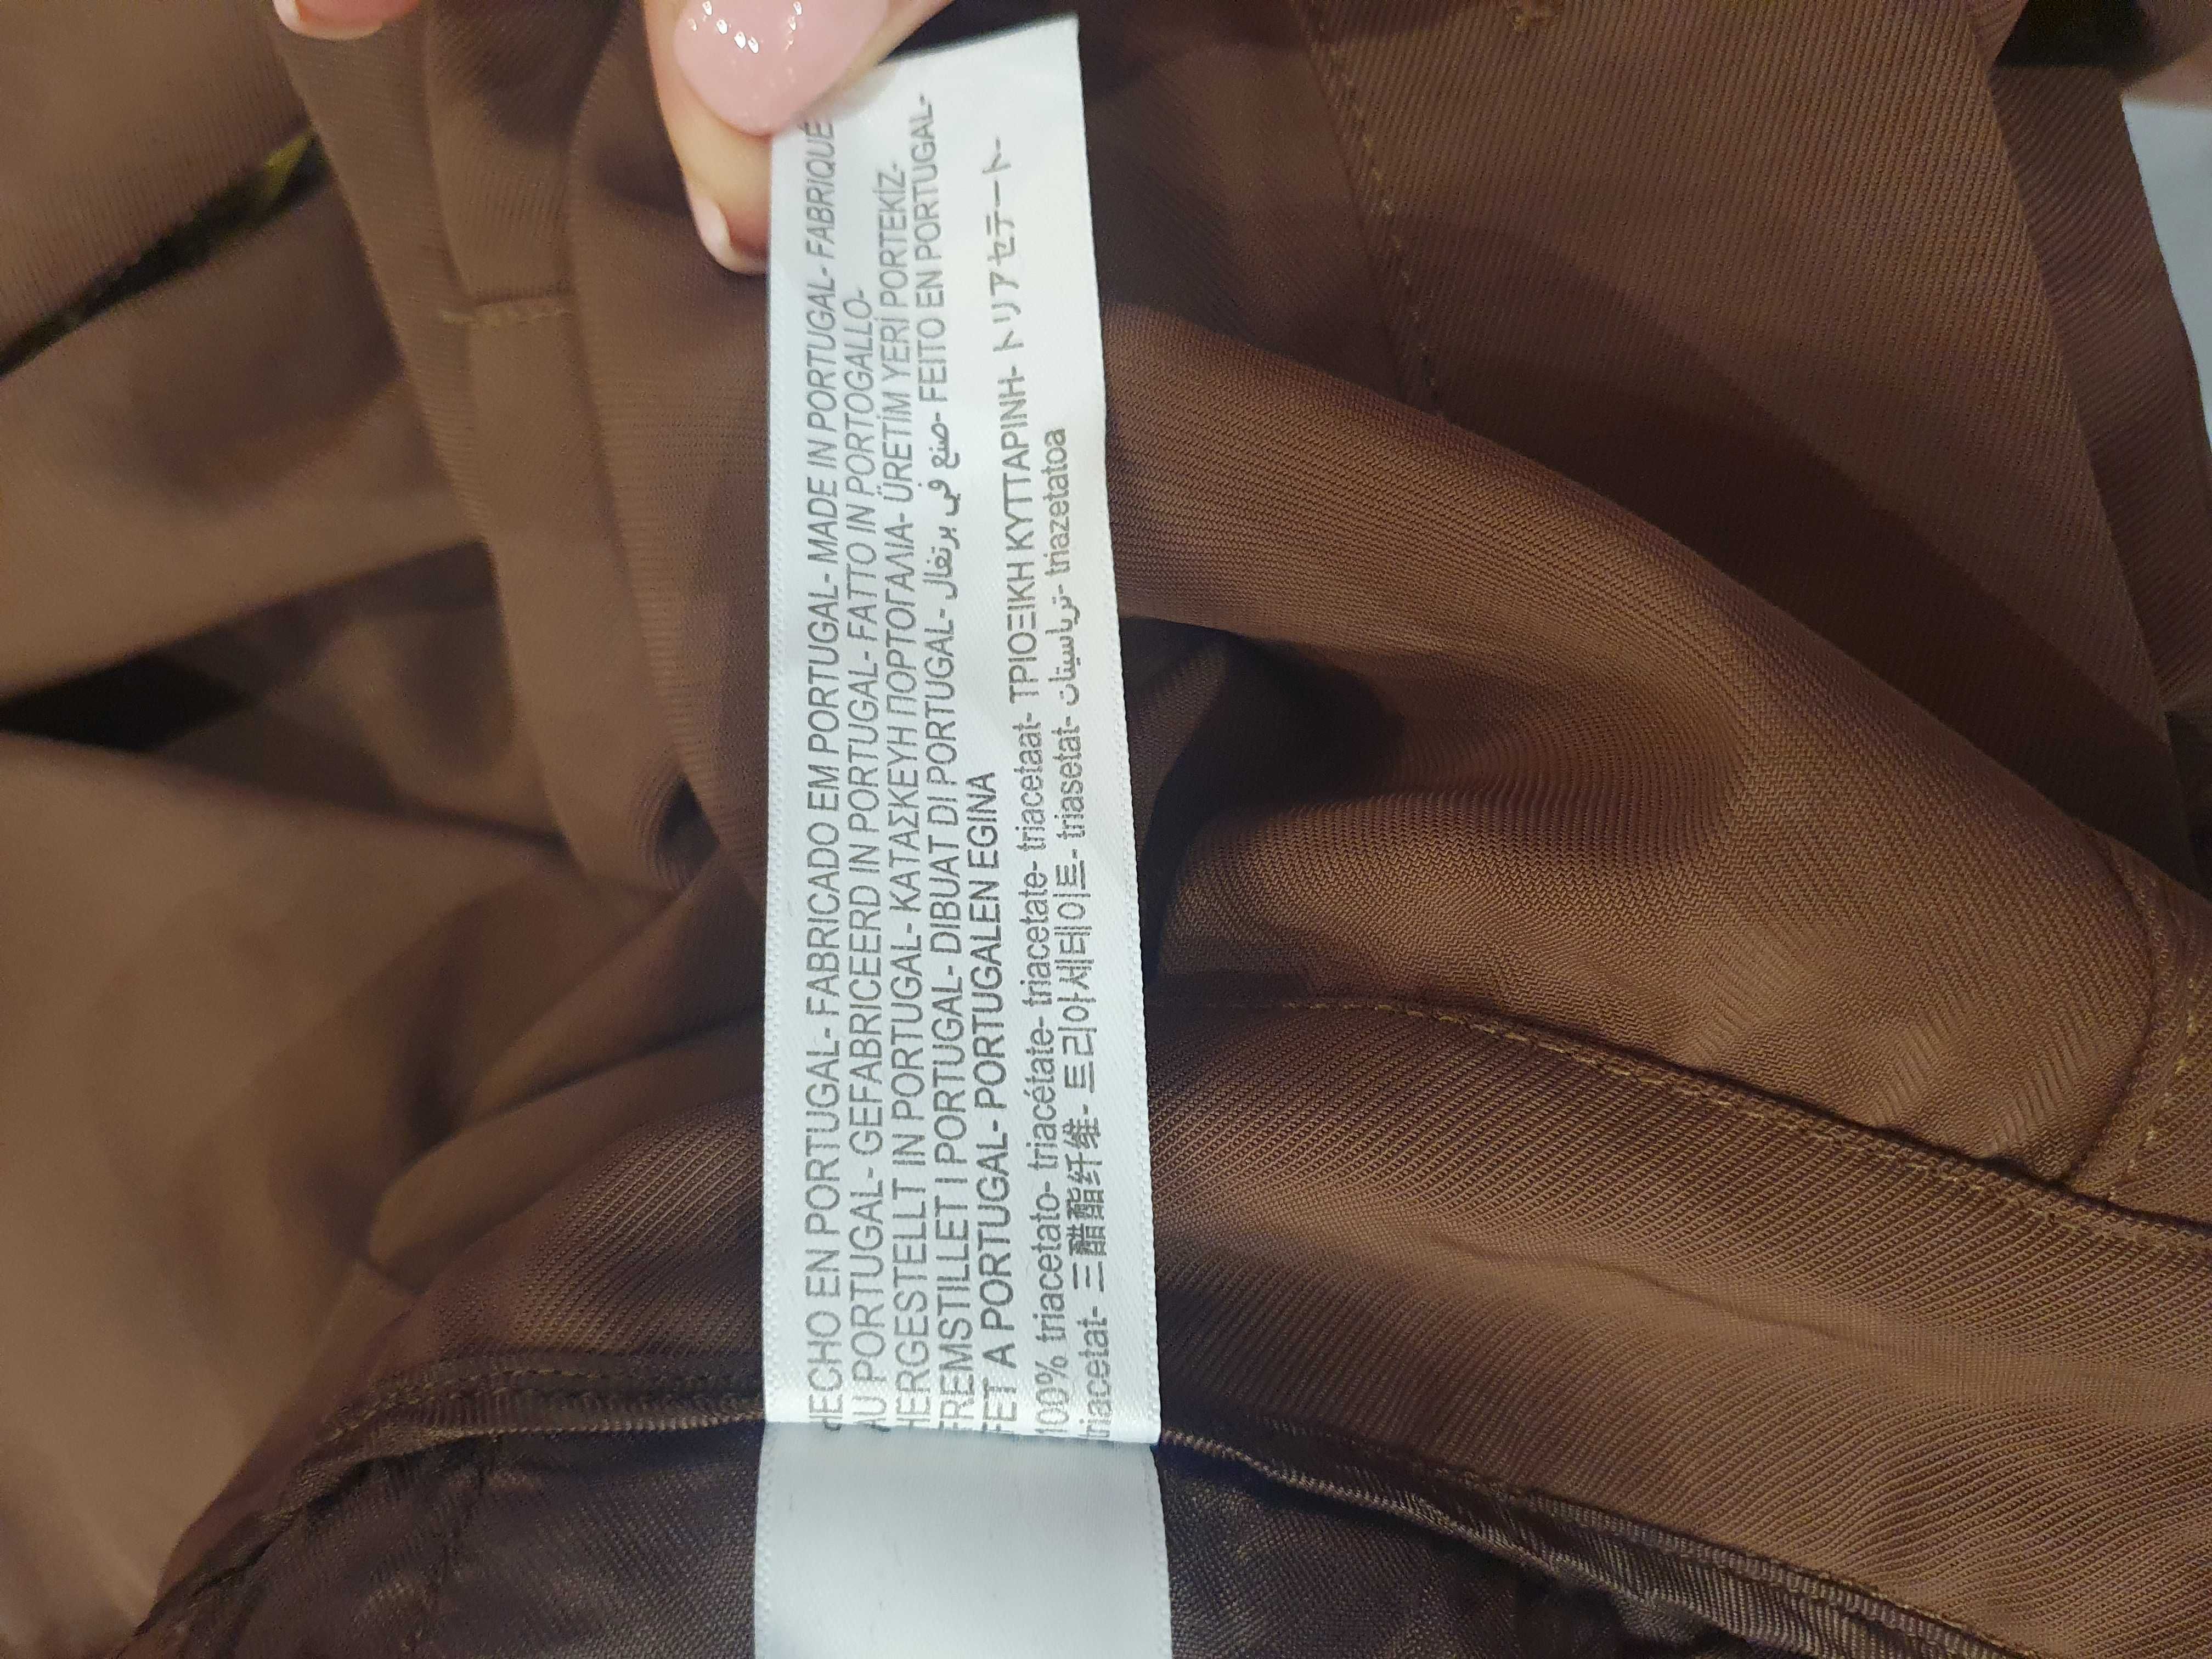 HECHO EN PORTUGAL- FABRICADO EM PORTUGAL- MADE IN PORTUGAL- FABRIQUÉ
AU PORTUGAL- GEFABRICEERD IN PORTUGAL- FATTO IN PORTOGALLO-
HERGESTELLT IN PORTUGAL- ΚΑΤΑΣΚΕΥΗ ΠΟΡΤΟΓΑΛΙΑ- ÜRETİM YERİ PORTEKİZ-
FREMSTILLET I PORTUGAL- DIBUAT DI PORTUGAL- صنع في برتغال- FEITO EN PORTUGAL-
FET A PORTUGAL- PORTUGALEN EGINA
100% triacetato- triacétate- triacetate- triacetaat- ΤΡΙΟΞΙΚΗ ΚΥΤΤΑΡΙΝΗ- トリアセテート-
triacetat- 三醋酯纤维- 트리아세테이트- triasetat- ترياسيتات- triazetatoa